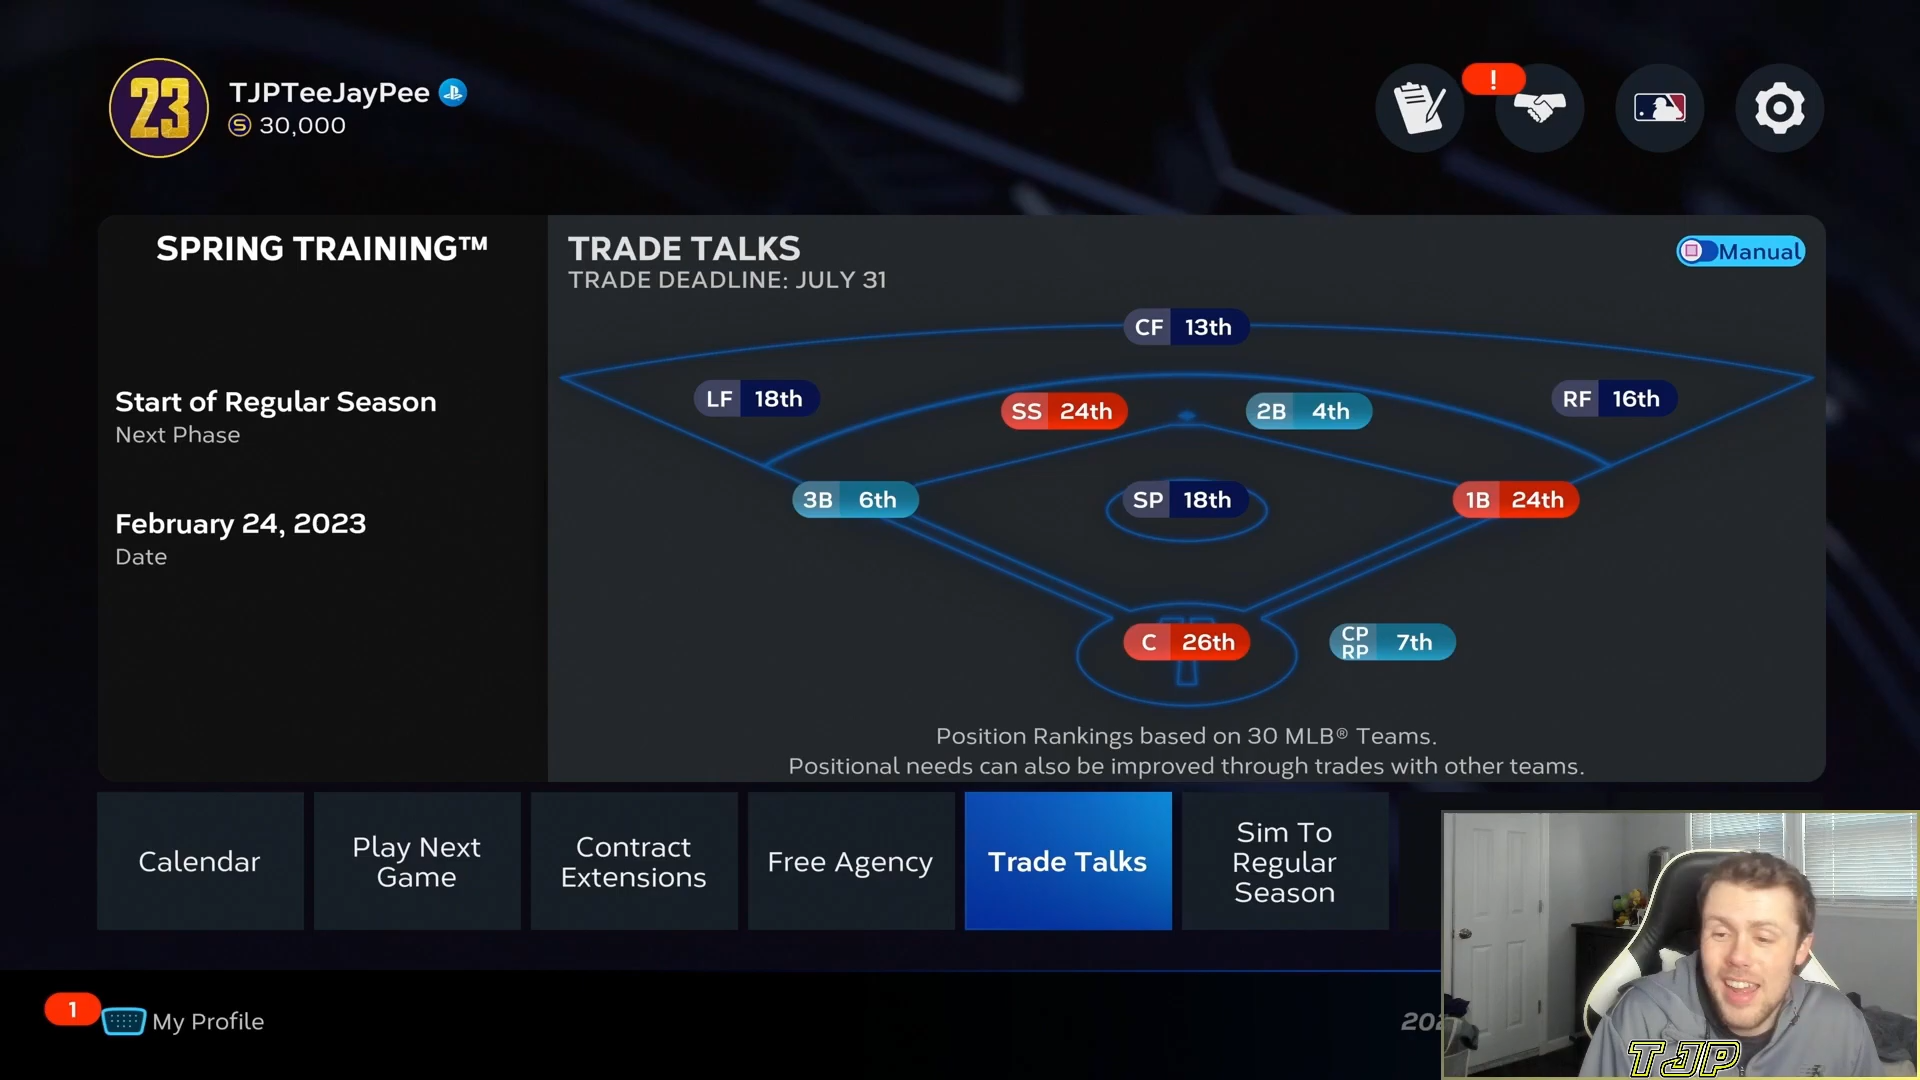 23
TJPTeeJayPee
S 30,000
!
SPRING TRAINING™
Start of Regular Season
Next Phase
February 24, 2023
Date
TRADE TALKS
TRADE DEADLINE: JULY 31
Manual
CF 13th
LF 18th
RF 16th
SS 24th
2B 4th
3B 6th
SP 18th
1B 24th
C 26th
CP RP 7th
Position Rankings based on 30 MLB® Teams.
Positional needs can also be improved through trades with other teams.
Calendar
Play Next
Game
Contract
Extensions
Free Agency
Trade Talks
Sim To
Regular
Season
1
My Profile
TJP